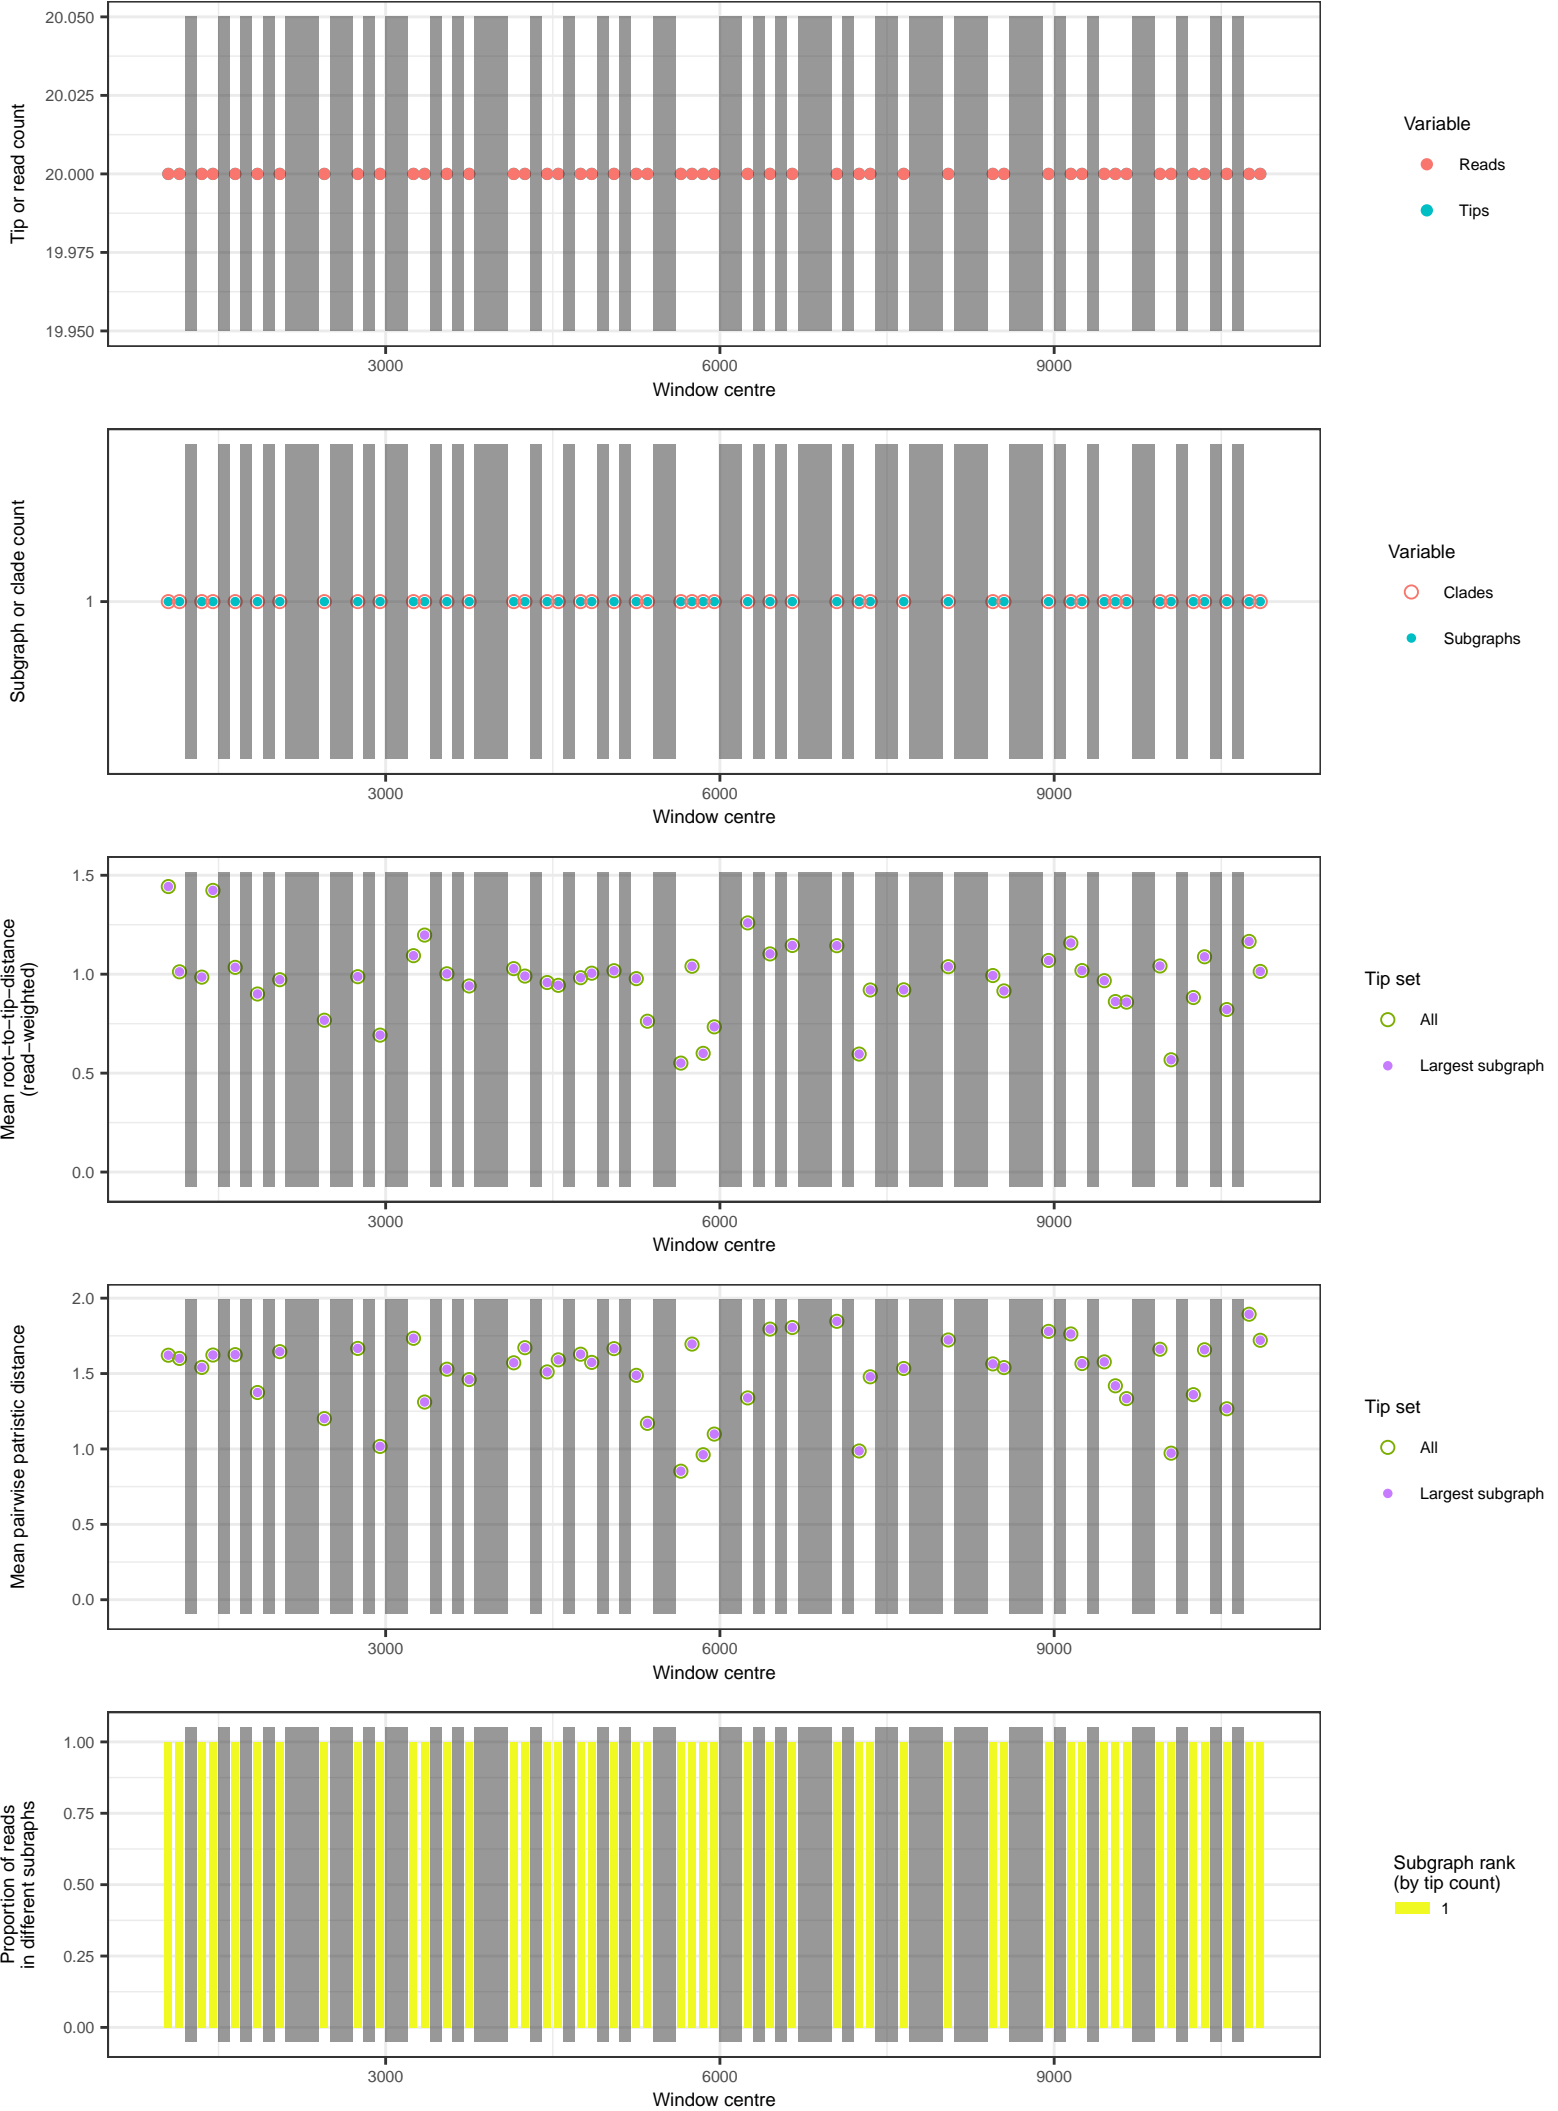 20.050
20.025
20.000
19.975
19.950
Tip or read count
3000
6000
9000
Window centre
Variable
Reads
Tips
1
Subgraph or clade count
3000
6000
9000
Window centre
Variable
Clades
Subgraphs
1.5
1.0
0.5
0.0
Mean root−to−tip−distance
(read−weighted)
3000
6000
9000
Window centre
Tip set
All
Largest subgraph
2.0
1.5
1.0
0.5
0.0
Mean pairwise patristic distance
3000
6000
9000
Window centre
Tip set
All
Largest subgraph
1.00
0.75
0.50
0.25
0.00
Proportion of reads
in different subraphs
3000
6000
9000
Window centre
Subgraph rank
(by tip count)
1